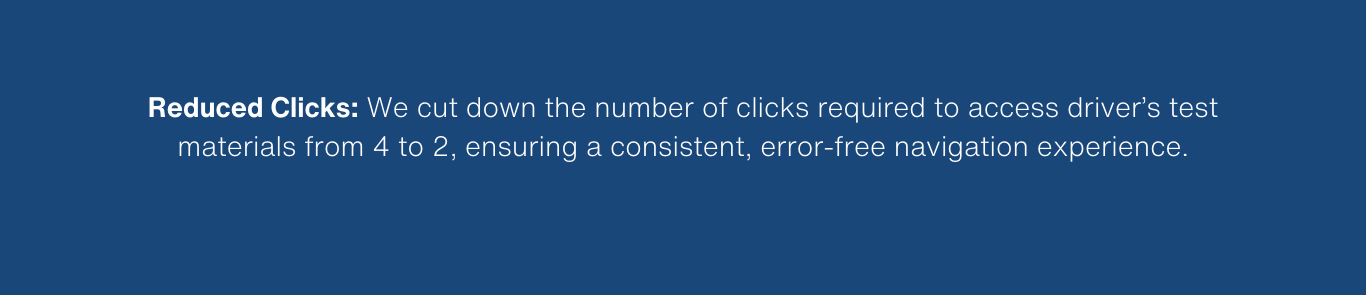 Reduced Clicks: We cut down the number of clicks required to access driver’s test
materials from 4 to 2, ensuring a consistent, error-free navigation experience.